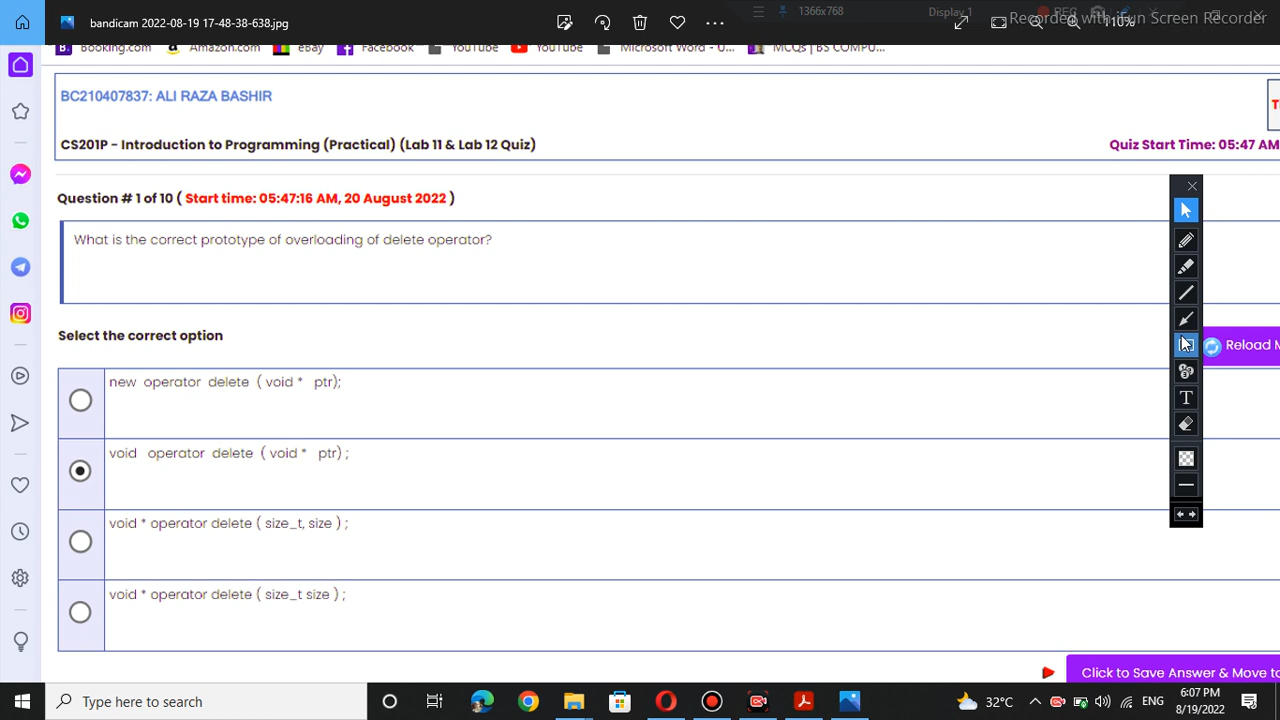 bandicam 2022-08-19 17-48-38-638.jpg
1366x768
Display 1
REC
110%
Recorded with iFun Screen Recorder
Booking.com
Amazon.com
ebay
Facebook
YouTube
YouTube
Microsoft Word - U...
MCQs | BS COMPU...
BC210407837: ALI RAZA BASHIR
CS201P - Introduction to Programming (Practical) (Lab 11 & Lab 12 Quiz)
Quiz Start Time: 05:47 AM
Question # 1 of 10 ( Start time: 05:47:16 AM, 20 August 2022 )
What is the correct prototype of overloading of delete operator?
Select the correct option
Reload M
new operator delete ( void * ptr);
void operator delete ( void * ptr) ;
void * operator delete ( size_t, size ) ;
void * operator delete ( size_t size ) ;
Click to Save Answer & Move to
Type here to search
32°C
ENG
6:07 PM
8/19/2022